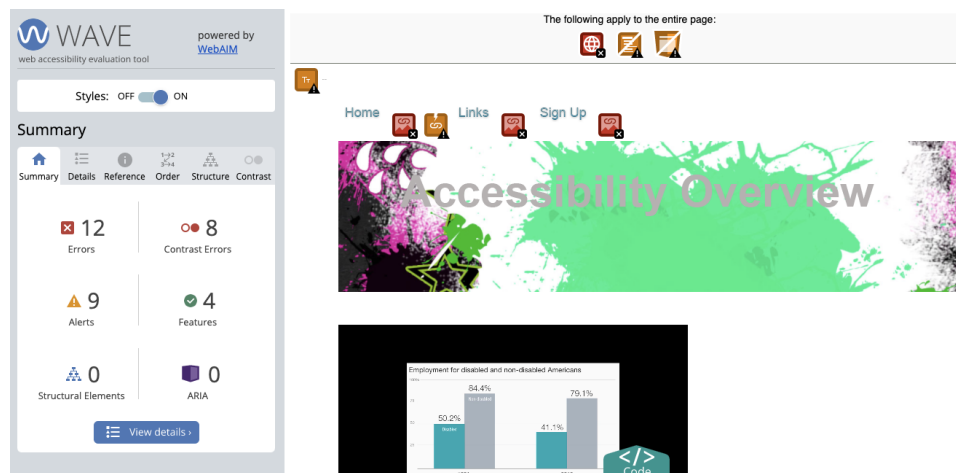 WAVE
web accessibility evaluation tool
powered by
WebAIM
Styles: OFF ON
Summary
Summary Details Reference Order Structure Contrast
12
Errors
8
Contrast Errors
9
Alerts
4
Features
0
Structural Elements
0
ARIA
View details ›
The following apply to the entire page:
Home Links Sign Up
Accessibility Overview
Employment for disabled and non-disabled Americans
84.4%
79.1%
50.2%
41.1%
</>
Code